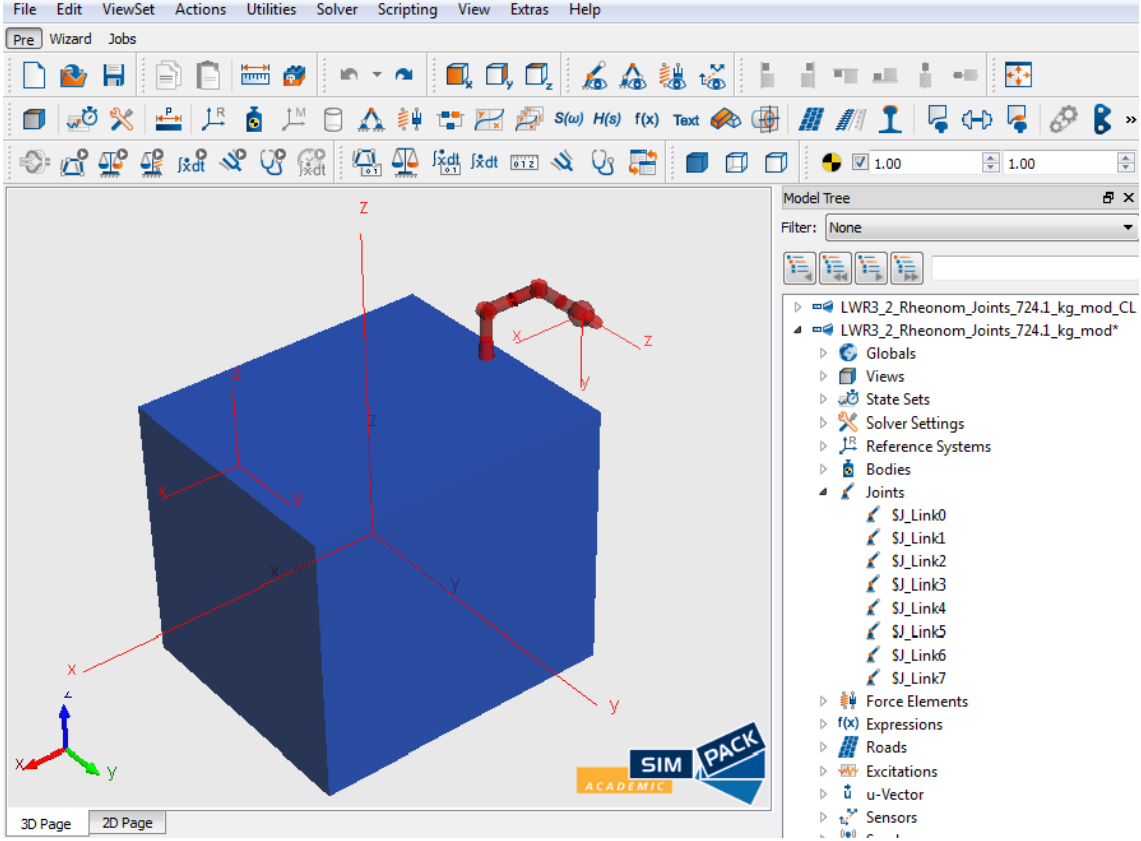 File Edit ViewSet Actions Utilities Solver Scripting View Extras Help
Pre Wizard Jobs
S(ω) H(s) f(x) Text »
1.00 1.00
Model Tree
Filter: None
LWR3_2_Rheonom_Joints_724.1_kg_mod_CL
LWR3_2_Rheonom_Joints_724.1_kg_mod*
Globals
Views
State Sets
Solver Settings
Reference Systems
Bodies
Joints
$J_Link0
$J_Link1
$J_Link2
$J_Link3
$J_Link4
$J_Link5
$J_Link6
$J_Link7
Force Elements
f(x) Expressions
Roads
Excitations
u-Vector
Sensors
z
x
z
y
z
z
x
y
x
y
x
y
z
x
y
SIMPACK
ACADEMIC
3D Page 2D Page